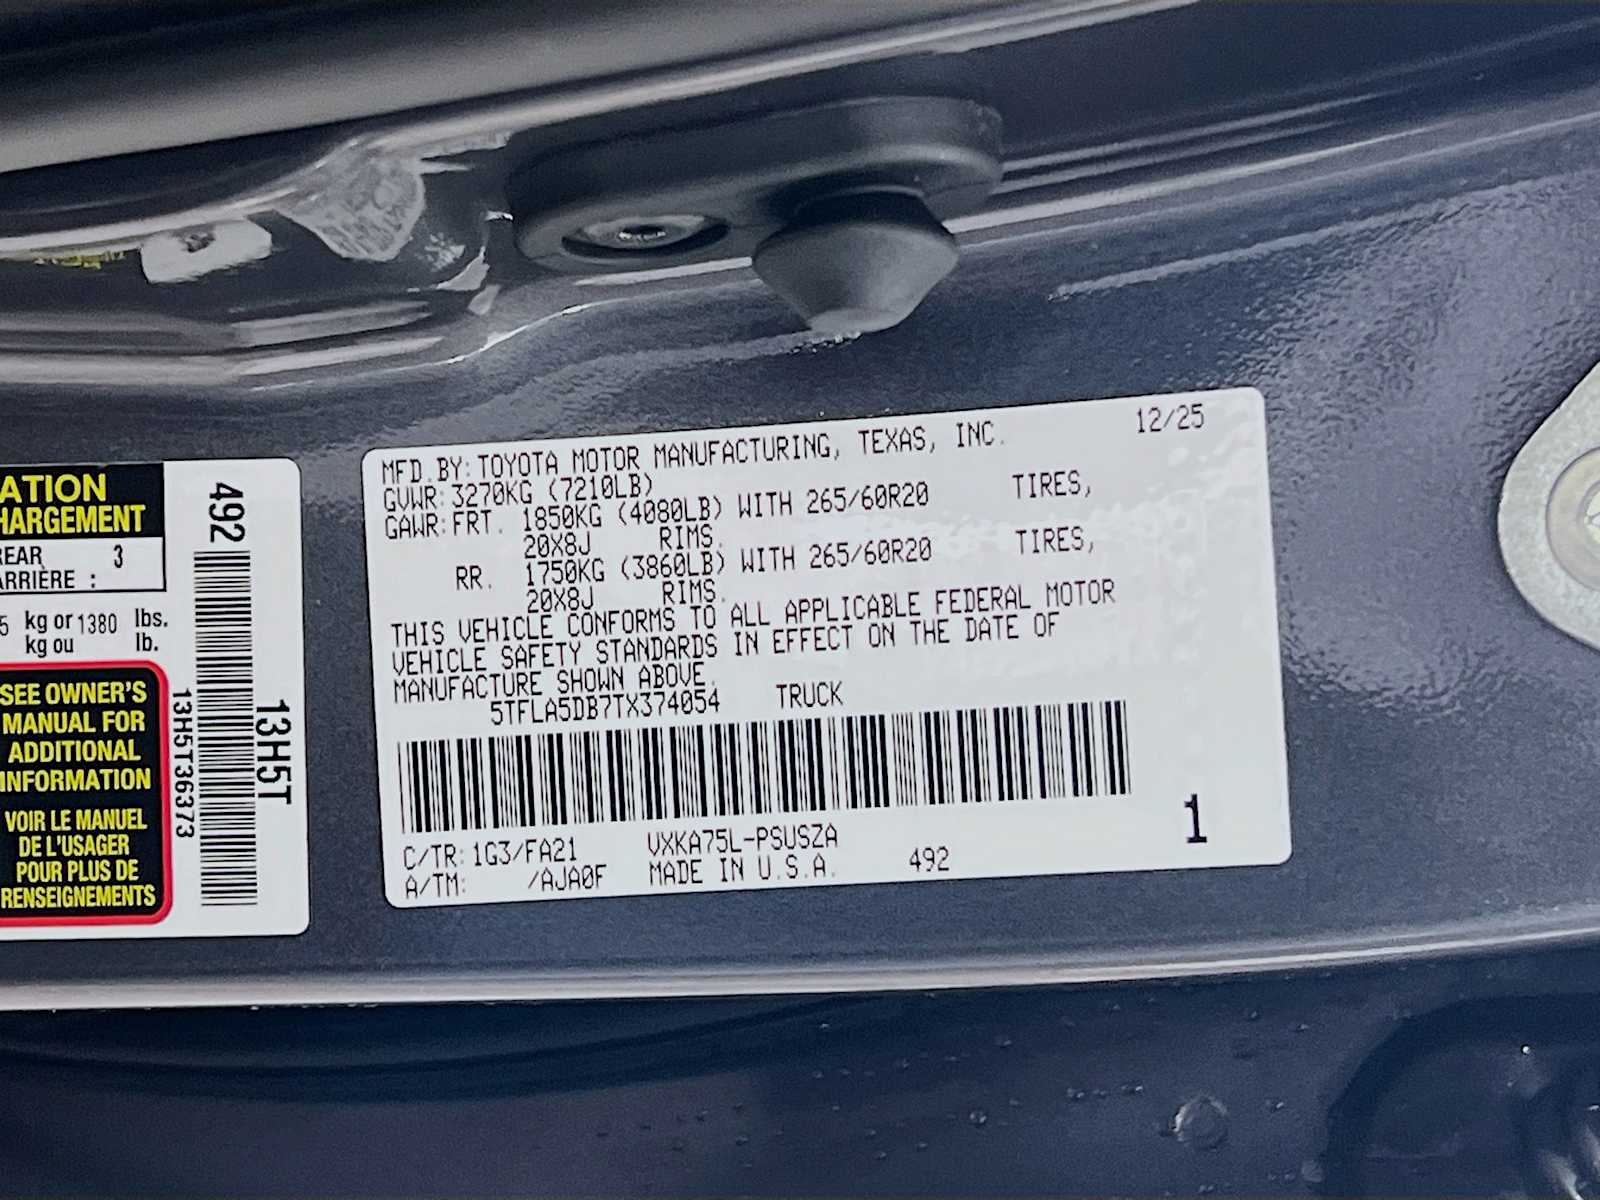 ATION
HARGEMENT
REAR 3
ARRIÈRE :
5 kg or 1380 lbs.
kg ou lb.
SEE OWNER'S
MANUAL FOR
ADDITIONAL
INFORMATION
VOIR LE MANUEL
DE L'USAGER
POUR PLUS DE
RENSEIGNEMENTS
492
13H5T36373
13H5T
MFD.BY:TOYOTA MOTOR MANUFACTURING, TEXAS, INC. 12/25
GVWR:3270KG (7210LB)
GAWR:FRT. 1850KG (4080LB) WITH 265/60R20 TIRES,
20X8J RIMS.
RR. 1750KG (3860LB) WITH 265/60R20 TIRES,
20X8J RIMS.
THIS VEHICLE CONFORMS TO ALL APPLICABLE FEDERAL MOTOR
VEHICLE SAFETY STANDARDS IN EFFECT ON THE DATE OF
MANUFACTURE SHOWN ABOVE.
5TFLA5DB7TX374054 TRUCK
1
C/TR:1G3/FA21 VXKA75L-PSUSZA
A/TM: /AJA0F MADE IN U.S.A. 492